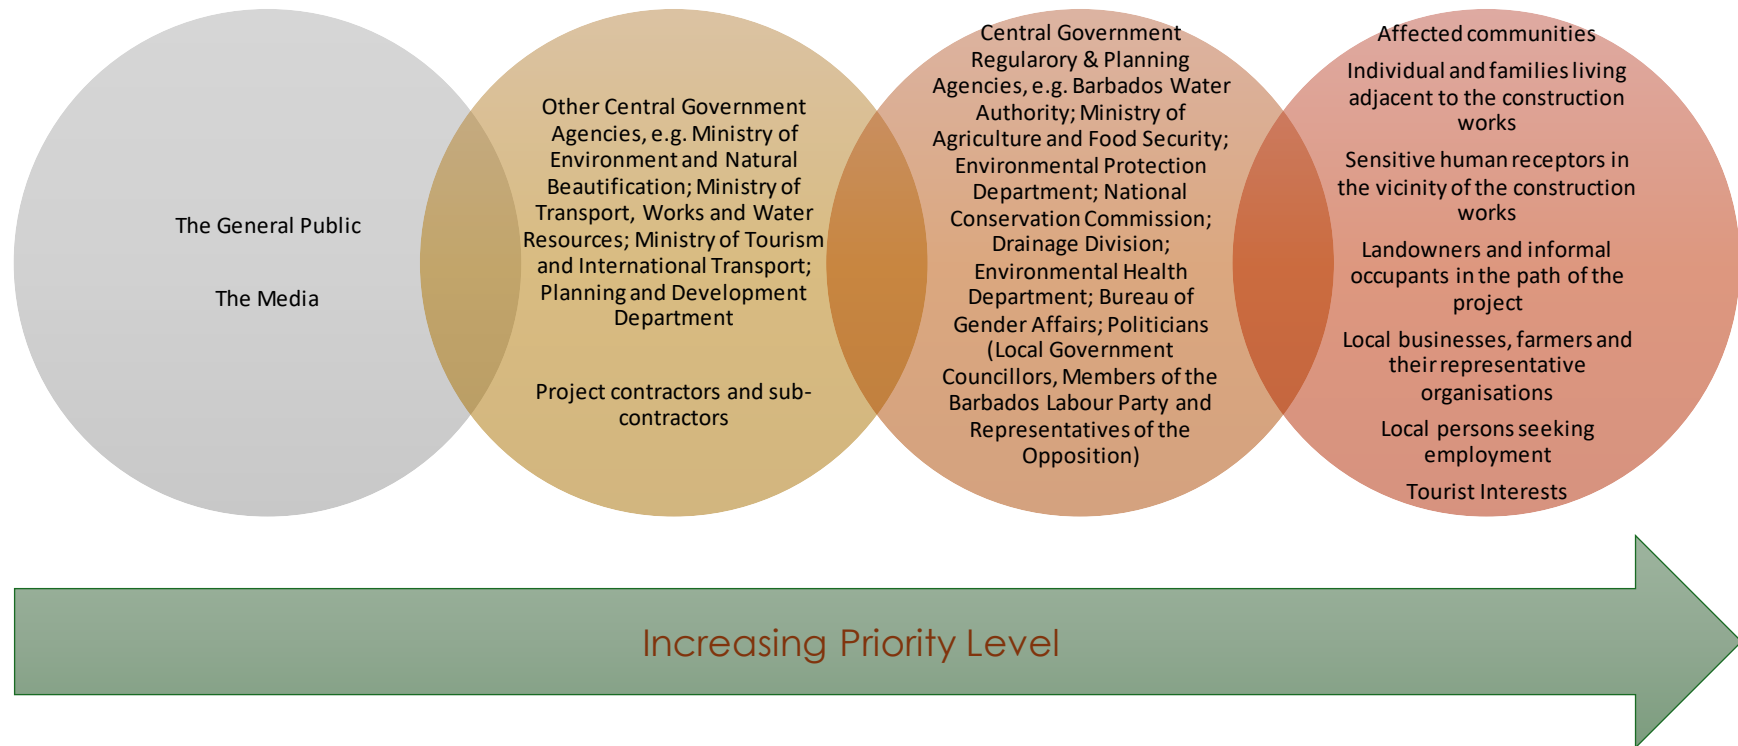 The General Public
The Media
Other Central Government
Agencies, e.g. Ministry of
Environment and Natural
Beautification; Ministry of
Transport, Works and Water
Resources; Ministry of Tourism
and International Transport;
Planning and Development
Department
Project contractors and sub-
contractors
Central Government
Regularory & Planning
Agencies, e.g. Barbados Water
Authority; Ministry of
Agriculture and Food Security;
Environmental Protection
Department; National
Conservation Commission;
Drainage Division;
Environmental Health
Department; Bureau of
Gender Affairs; Politicians
(Local Government
Councillors, Members of the
Barbados Labour Party and
Representatives of the
Opposition)
Affected communities
Individual and families living
adjacent to the construction
works
Sensitive human receptors in
the vicinity of the construction
works
Landowners and informal
occupants in the path of the
project
Local businesses, farmers and
their representative
organisations
Local persons seeking
employment
Tourist Interests
Increasing Priority Level